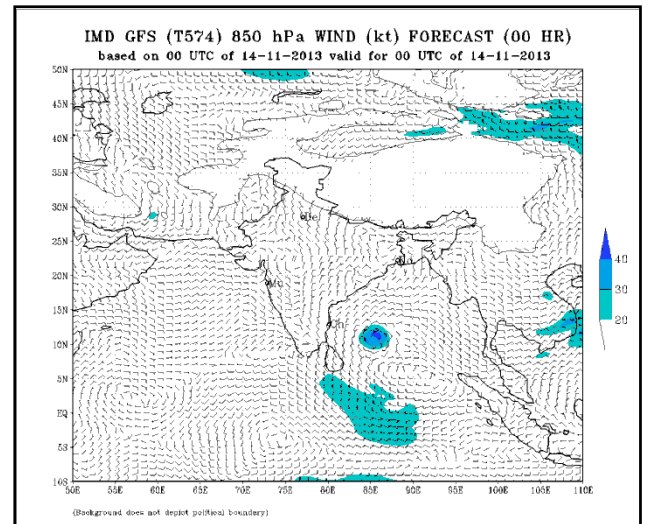 IMD GFS (T574) 850 hPa WIND (kt) FORECAST (00 HR)
based on 00 UTC of 14-11-2013 valid for 00 UTC of 14-11-2013
50N
45N
40N
35N
30N
25N
20N
15N
10N
5N
EQ
5S
10S
50E 55E 60E 65E 70E 75E 80E 85E 90E 95E 100E 105E 110E
De
Mu
Ch
40
30
20
(Background does not depict political boundary)